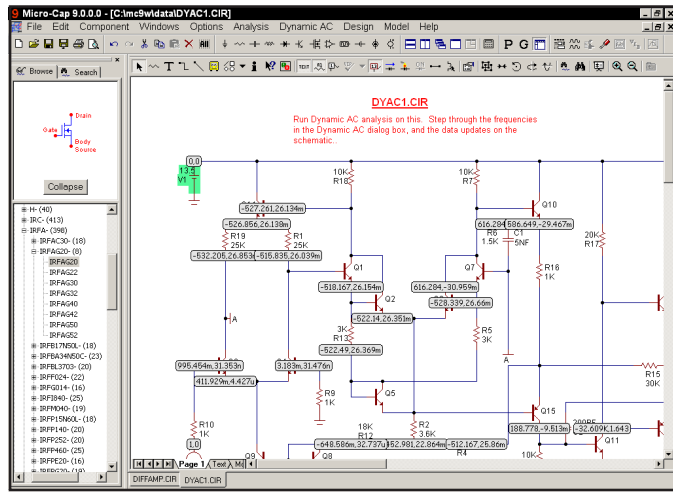 Micro-Cap 9.0.0.0 - [C:\mc9w\data\DYAC1.CIR]
File Edit Component Windows Options Analysis Dynamic AC Design Model Help
All
P G
Browse Search
TEXT
Drain
Gate
Body
Source
Collapse
H- (40)
IRC- (413)
IRFA- (398)
IRFAC30- (18)
IRFAG20- (8)
IRFAG20
IRFAG22
IRFAG30
IRFAG32
IRFAG40
IRFAG42
IRFAG50
IRFAG52
IRFB17N50L- (18)
IRFBA34N50C- (23)
IRFBL3703- (20)
IRFF024- (22)
IRFG014- (16)
IRFI840- (25)
IRFM040- (19)
IRFP15N60L- (18)
IRFP140- (20)
IRFP252- (20)
IRFP460- (25)
IRFPE20- (16)
IRFPG20- (19)
DYAC1.CIR
Run Dynamic AC analysis on this. Step through the frequencies
in the Dynamic AC dialog box, and the data updates on the
schematic..
0,0
13.5
V1
10K
R18
10K
R7
Q10
-527.261,26.134m
-526.856,26.138m
616.284
586.649,-29.467m
R19
25K
R1
25K
R6
1.5K
C1
5NF
20K
R17
-532.205,26.853m
-515.835,26.039m
Q1
Q7
R16
1K
-518.167,26.154m
616.284,-30.959m
Q2
-528.339,26.66m
-522.14,26.351m
A
3K
R13
R5
3K
-522.49,26.369m
A
995.454m,31.353n
3.183m,31.476n
411.929m,4.427u
R15
30K
R9
1K
Q5
Q15
R10
1K
18K
R12
R2
3.6K
188.778,-9.513m
-32.609K,1.643
1,0
-648.586m,32.737u
452.981,22.864m
-512.167,25.86m
R4
Q11
Q9
Q8
10K
Page 1 Text
DIFFAMP.CIR DYAC1.CIR